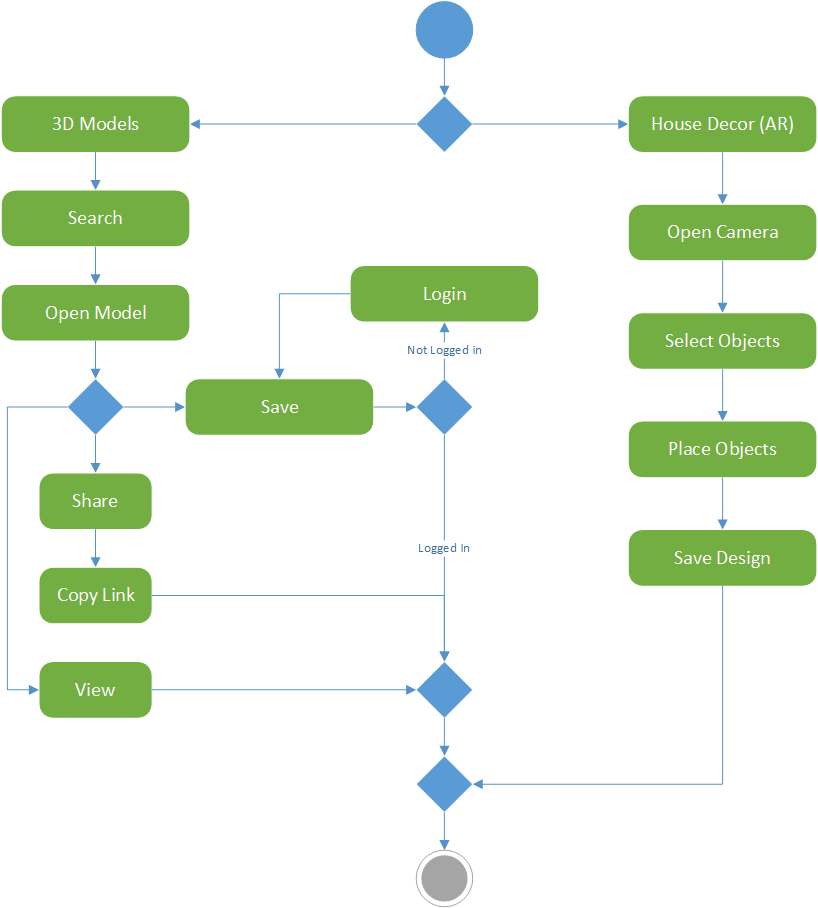 3D Models
House Decor (AR)
Search
Open Camera
Login
Open Model
Select Objects
Not Logged in
Save
Place Objects
Share
Logged In
Save Design
Copy Link
View